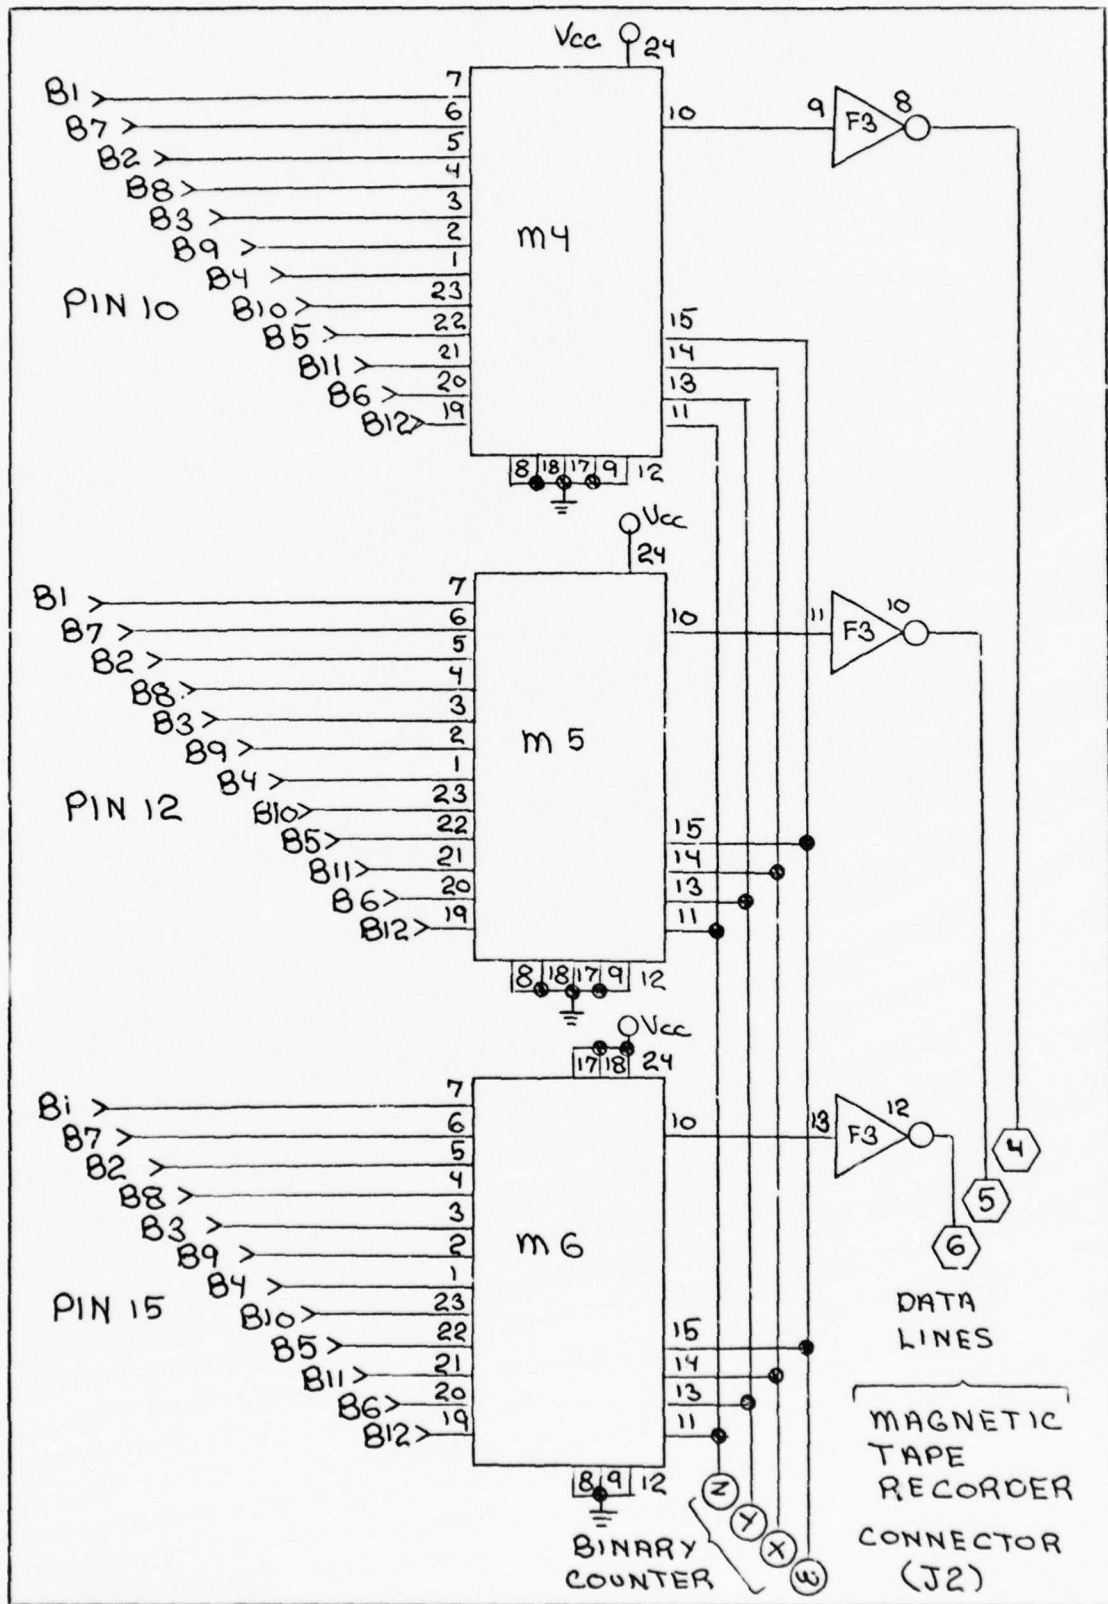 Vcc 24
B1 7
B7 6
B2 5
B8 4
B3 3
B9 2
B4 1
PIN 10
B10 23
B5 22
B11 21
B6 20
B12 19
m4
10
9 F3 8
15
14
13
11
8 18 17 9 12
Vcc
24
B1 7
B7 6
B2 5
B8 4
B3 3
B9 2
B4 1
PIN 12
B10 23
B5 22
B11 21
B6 20
B12 19
m5
10
11 F3 10
15
14
13
11
8 18 17 9 12
Vcc
17 18 24
Bi 7
B7 6
B2 5
B8 4
B3 3
B9 2
B4 1
PIN 15
B10 23
B5 22
B11 21
B6 20
B12 19
m6
10
13 F3 12
15
14
13
11
8 9 12
4
5
6
DATA
LINES
MAGNETIC
TAPE
RECORDER
CONNECTOR
(J2)
Z
Y
X
BINARY
COUNTER